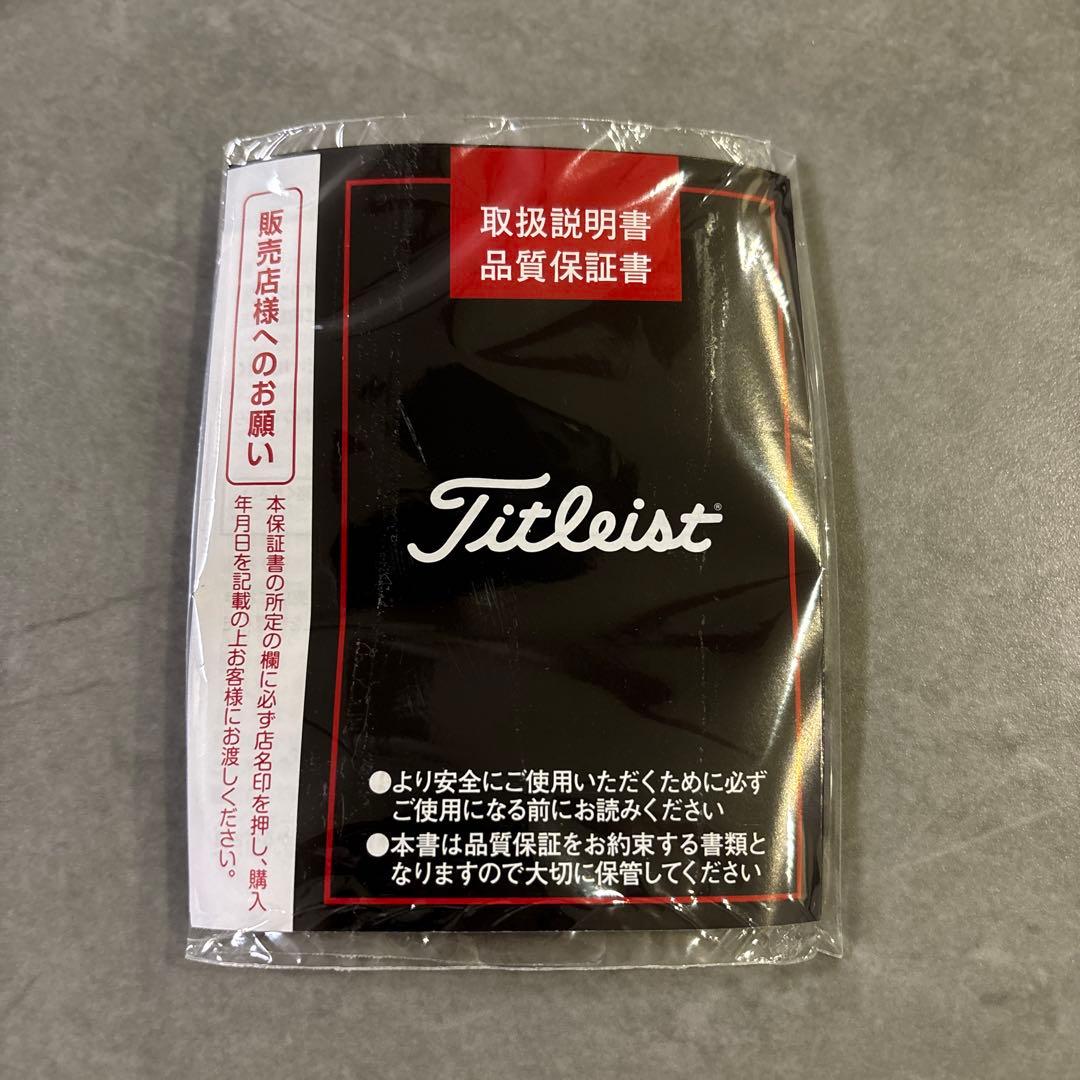 取扱説明書
品質保証書
Titleist®
●より安全にご使用いただくために必ず
ご使用になる前にお読みください
●本書は品質保証をお約束する書類と
なりますので大切に保管してください
販売店様へのお願い
本保証書の所定の欄に必ず店名印を押し、購入
年月日を記載の上お客様にお渡しください。